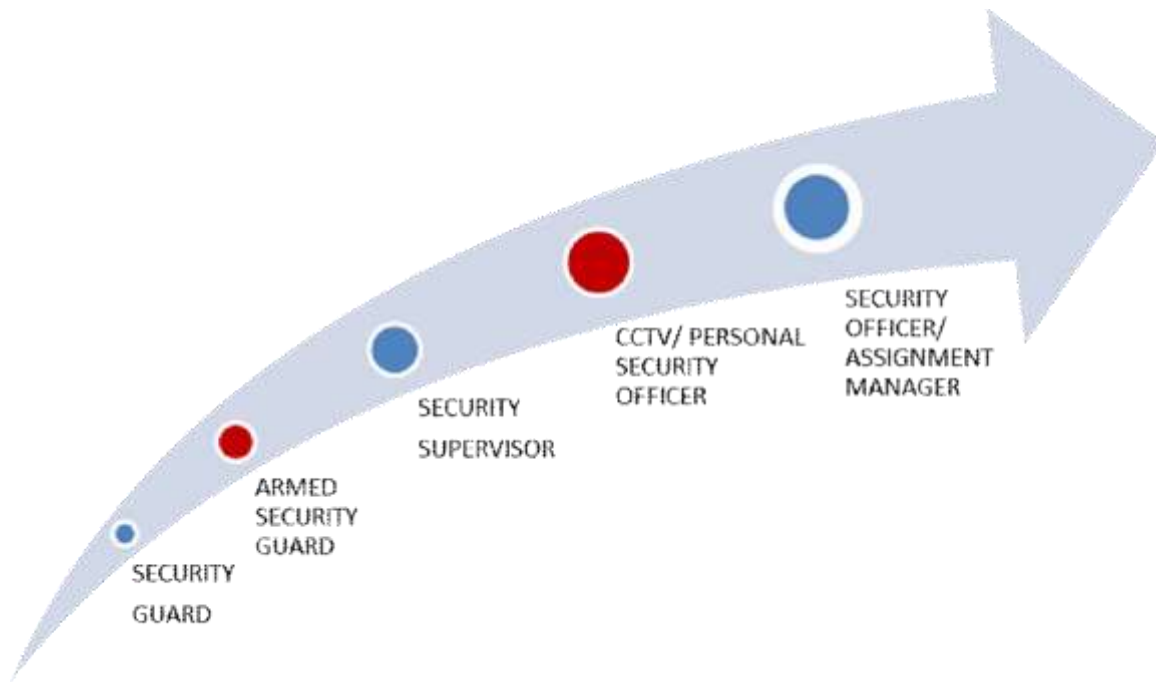 SECURITY
GUARD
ARMED
SECURITY
GUARD
SECURITY
SUPERVISOR
CCTV/ PERSONAL
SECURITY
OFFICER
SECURITY
OFFICER/
ASSIGNMENT
MANAGER